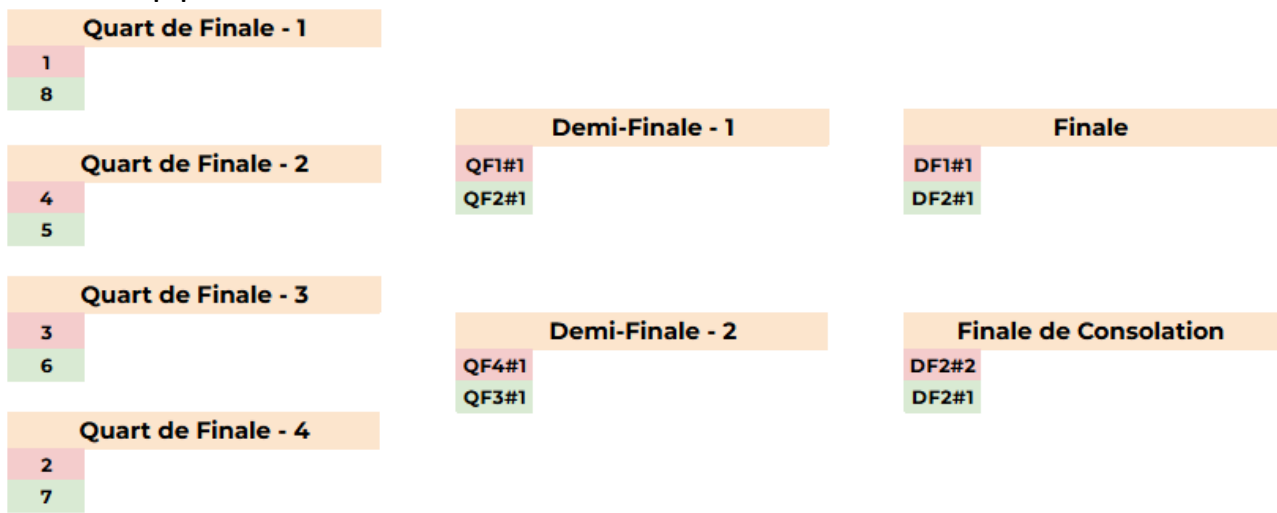 Quart de Finale - 1
1
8
Quart de Finale - 2
4
5
Quart de Finale - 3
3
6
Quart de Finale - 4
2
7
Demi-Finale - 1
QF1#1
QF2#1
Demi-Finale - 2
QF4#1
QF3#1
Finale
DF1#1
DF2#1
Finale de Consolation
DF2#2
DF2#1